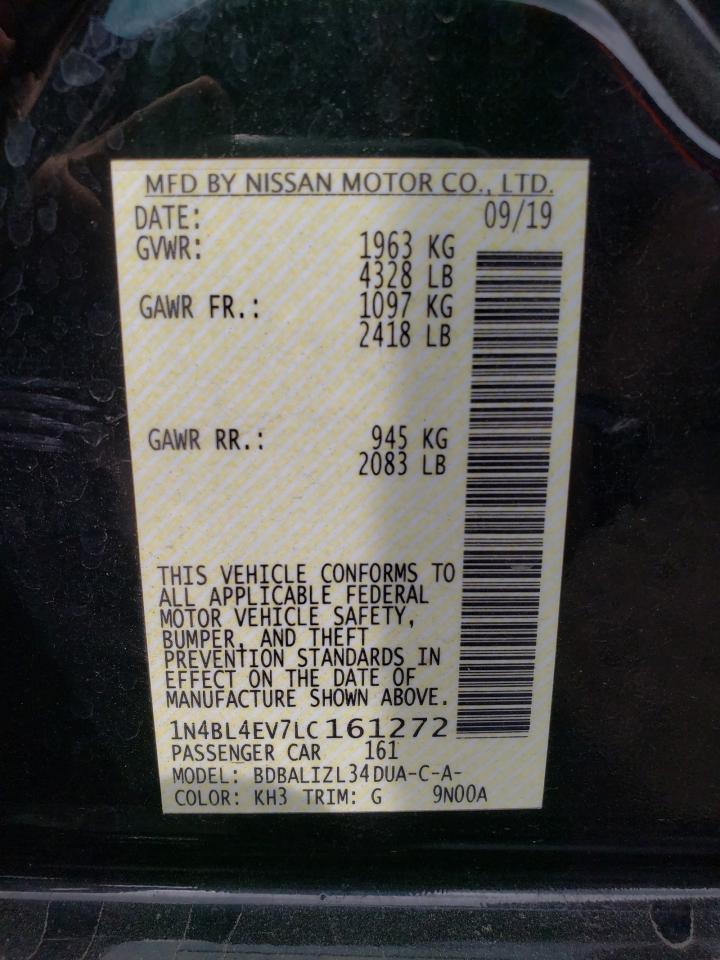 MFD BY NISSAN MOTOR CO., LTD.
DATE: 09/19
GVWR: 1963 KG
4328 LB
GAWR FR.: 1097 KG
2418 LB
GAWR RR.: 945 KG
2083 LB
THIS VEHICLE CONFORMS TO
ALL APPLICABLE FEDERAL
MOTOR VEHICLE SAFETY,
BUMPER, AND THEFT
PREVENTION STANDARDS IN
EFFECT ON THE DATE OF
MANUFACTURE SHOWN ABOVE.
1N4BL4EV7LC161272
PASSENGER CAR 161
MODEL: BDBALIZL34DUA-C-A-
COLOR: KH3 TRIM: G 9N00A